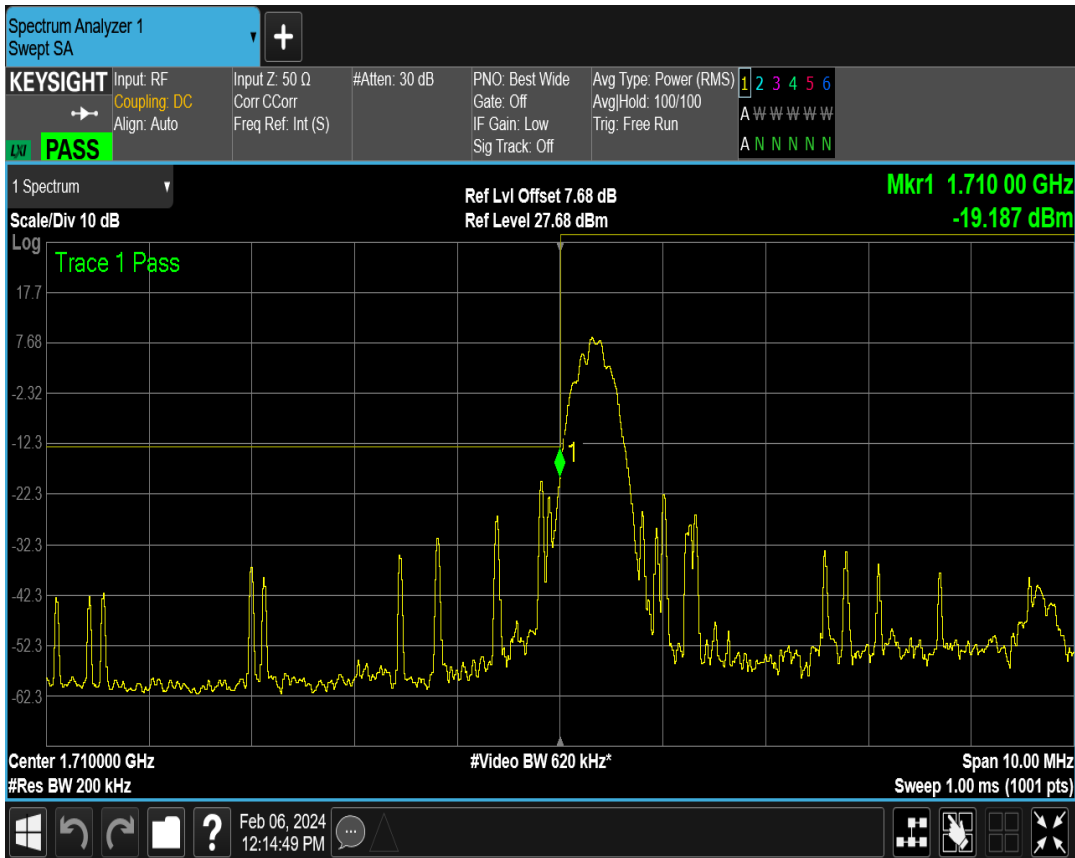 Spectrum Analyzer 1
Swept SA
+
KEYSIGHT
LXI PASS
Input: RF
Coupling: DC
Align: Auto
Input Z: 50 Ω
Corr CCorr
Freq Ref: Int (S)
#Atten: 30 dB
PNO: Best Wide
Gate: Off
IF Gain: Low
Sig Track: Off
Avg Type: Power (RMS)
Avg|Hold: 100/100
Trig: Free Run
1 2 3 4 5 6
A W W W W W
A N N N N N
1 Spectrum
Scale/Div 10 dB
Ref Lvl Offset 7.68 dB
Ref Level 27.68 dBm
Mkr1 1.710 00 GHz
-19.187 dBm
Log
Trace 1 Pass
17.7
7.68
-2.32
-12.3
1
-22.3
-32.3
-42.3
-52.3
-62.3
Center 1.710000 GHz
#Video BW 620 kHz*
Span 10.00 MHz
#Res BW 200 kHz
Sweep 1.00 ms (1001 pts)
?
Feb 06, 2024
12:14:49 PM